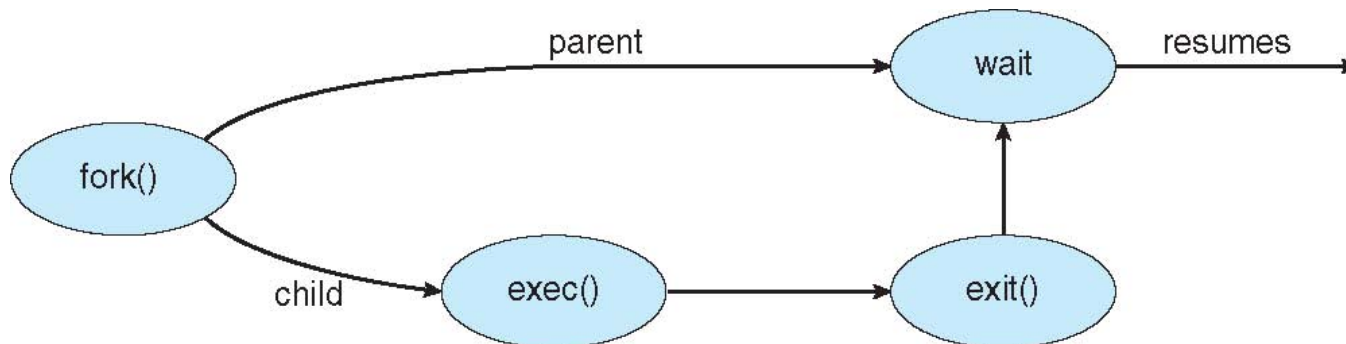 parent
wait
resumes
fork()
child
exec()
exit()